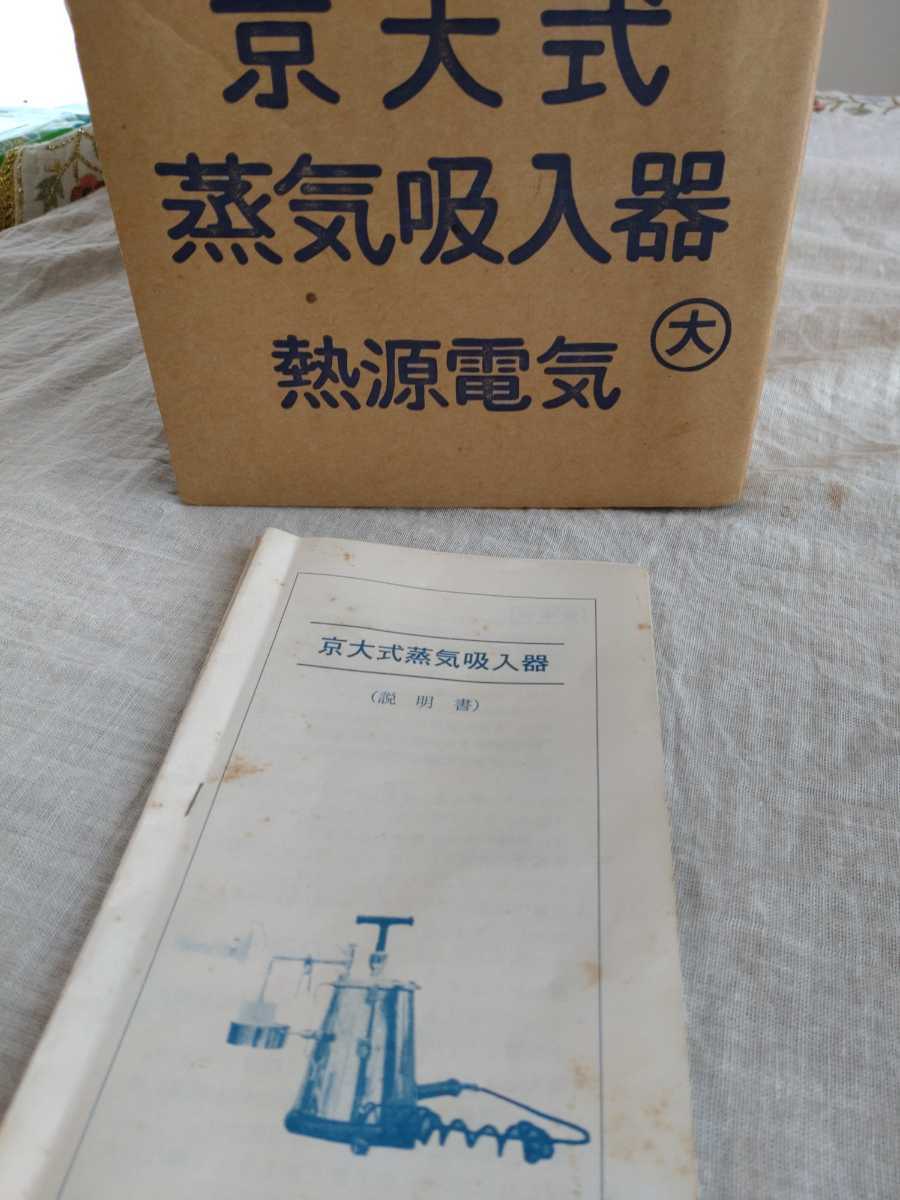 京大式
蒸気吸入器
熱源電気 大
京大式蒸気吸入器
(説明書)